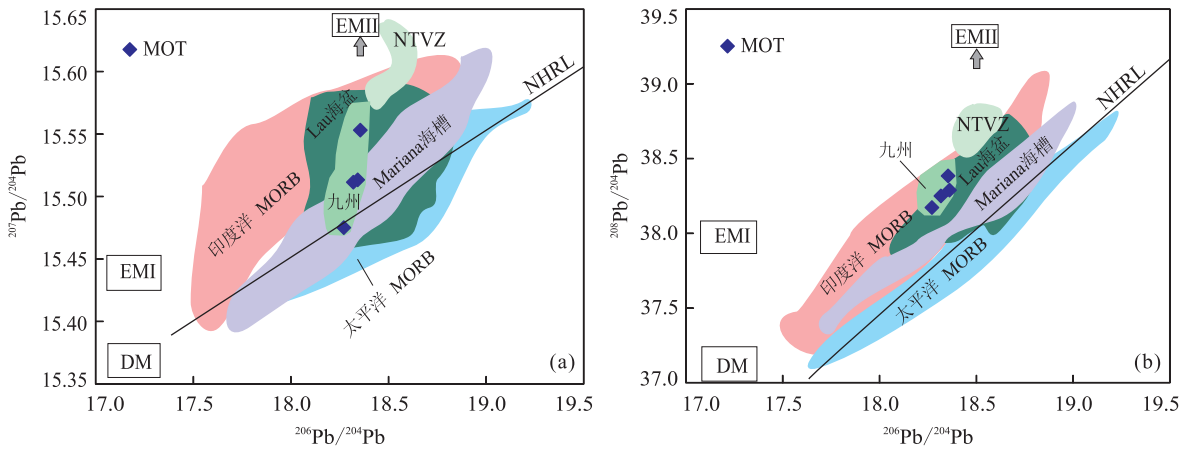 15.65
15.60
15.55
15.50
15.45
15.40
15.35
²⁰⁷Pb/²⁰⁴Pb
MOT
EMII
NTVZ
NHRL
Lau海盆
Mariana海槽
九州
印度洋 MORB
太平洋 MORB
EMI
DM
(a)
17.0
17.5
18.0
18.5
19.0
19.5
²⁰⁶Pb/²⁰⁴Pb
39.5
39.0
38.5
38.0
37.5
37.0
²⁰⁸Pb/²⁰⁴Pb
MOT
EMII
NHRL
NTVZ
九州
Lau海盆
Mariana海槽
印度洋 MORB
太平洋 MORB
EMI
DM
(b)
17.0
17.5
18.0
18.5
19.0
19.5
²⁰⁶Pb/²⁰⁴Pb